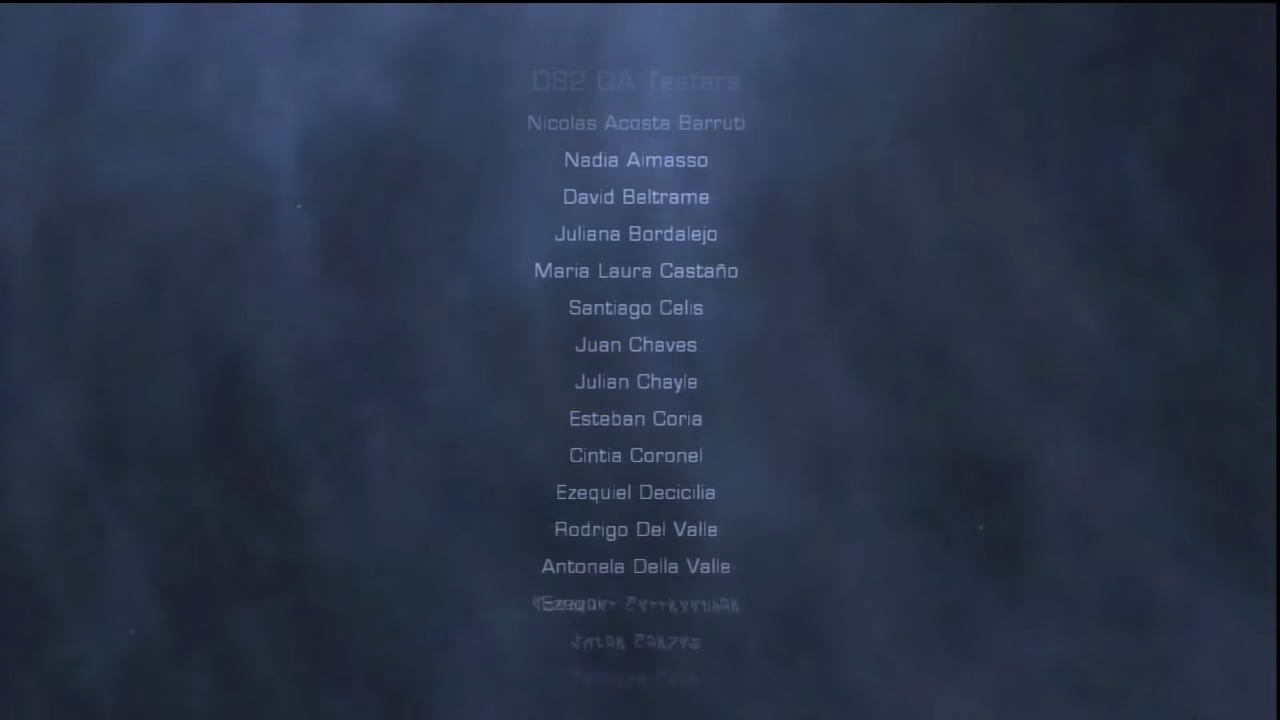 DS2 QA Testers
Nicolas Acosta Barruti
Nadia Aimasso
David Beltrame
Juliana Bordalejo
Maria Laura Castaño
Santiago Celis
Juan Chaves
Julian Chayle
Esteban Coria
Cintia Coronel
Ezequiel Decicilia
Rodrigo Del Valle
Antonela Della Valle